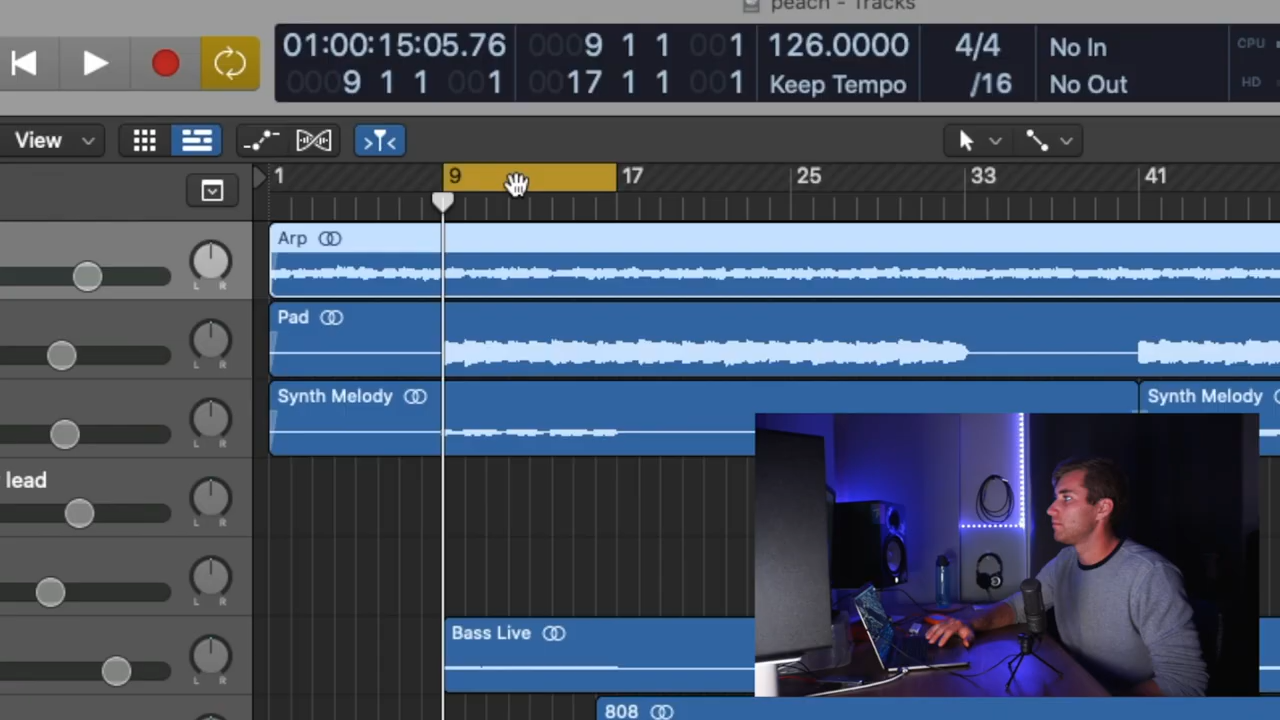 peach - Tracks
01:00:15:05.76 0009 1 1 001 126.0000 4/4 No In CPU
0009 1 1 001 0017 1 1 001 Keep Tempo /16 No Out HD
View
1 9 17 25 33 41
Arp
L R
Pad
L R
Synth Melody Synth Melody
L R
lead
L R
L R
Bass Live
L R
808